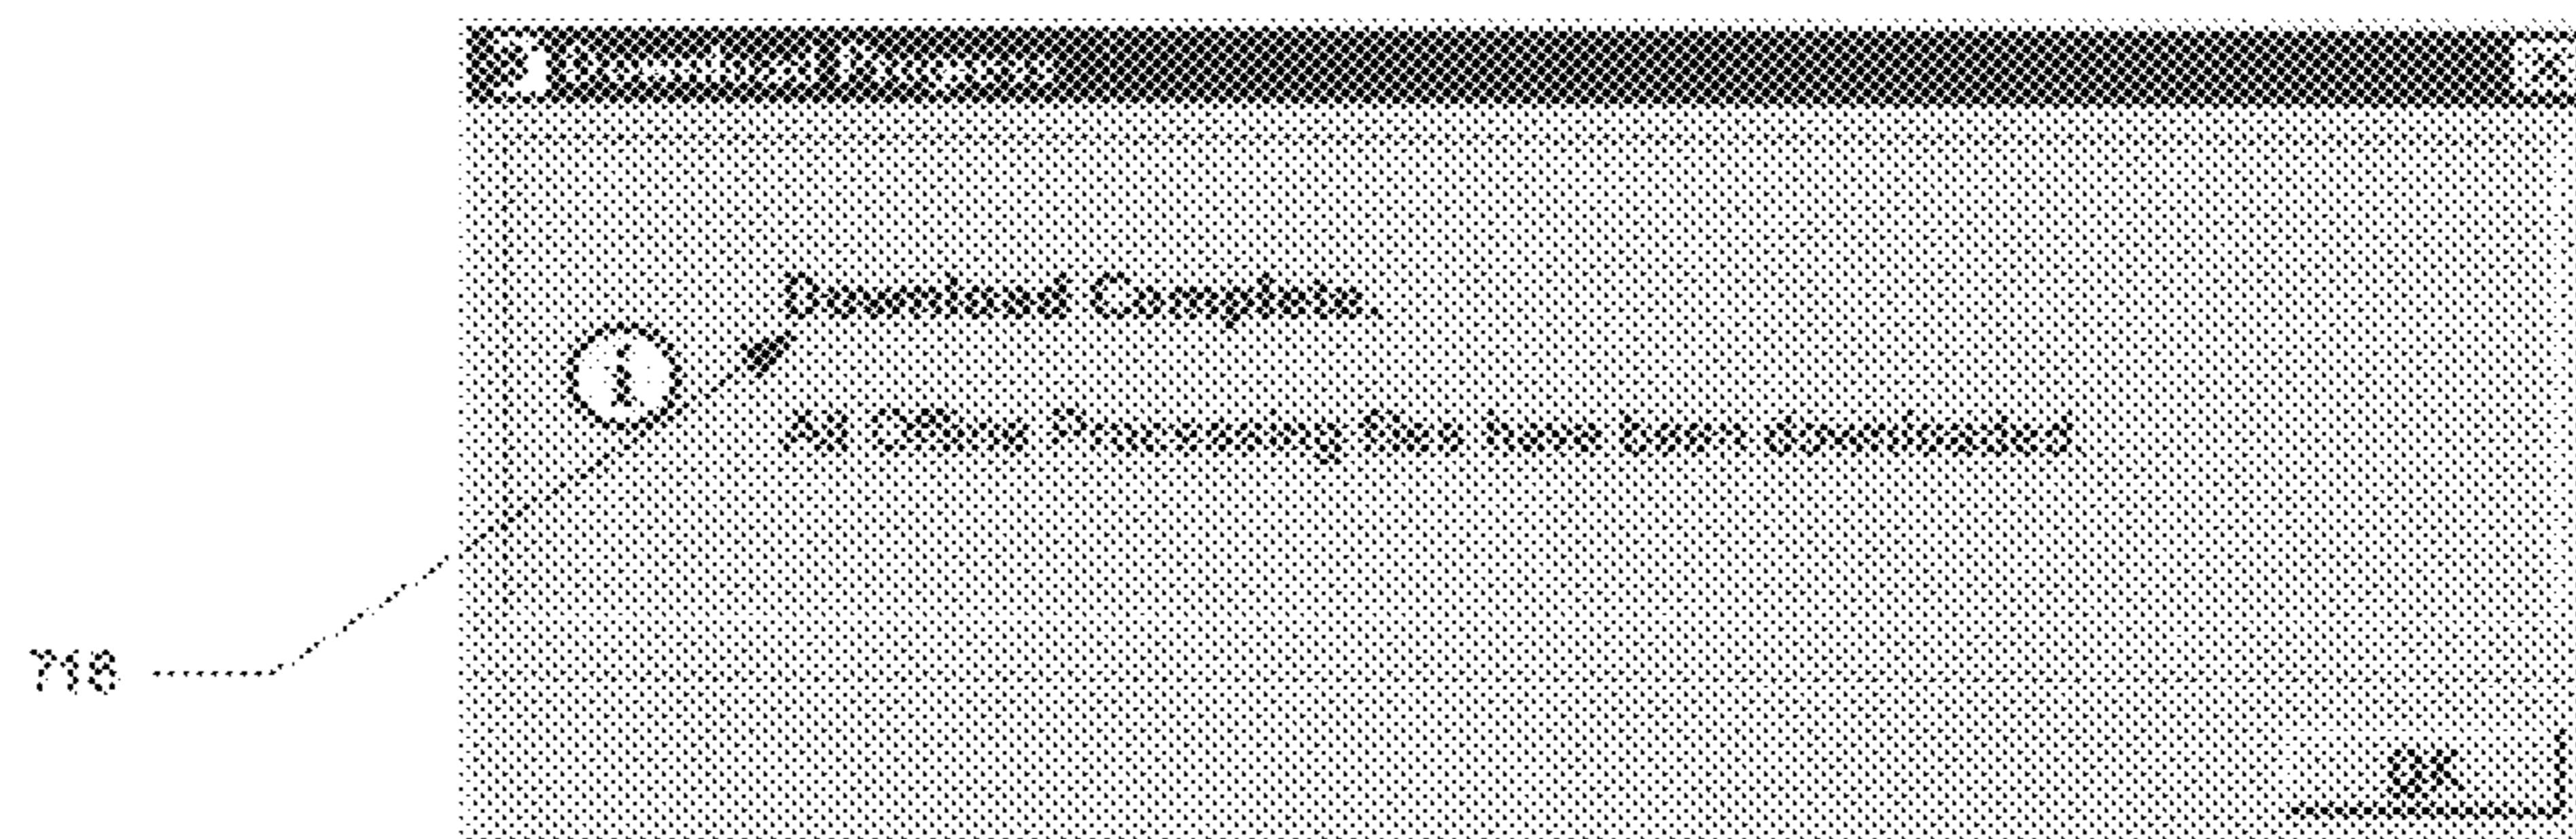 Download Progress
Download Complete.
All Offline Processing files have been downloaded.
718
OK